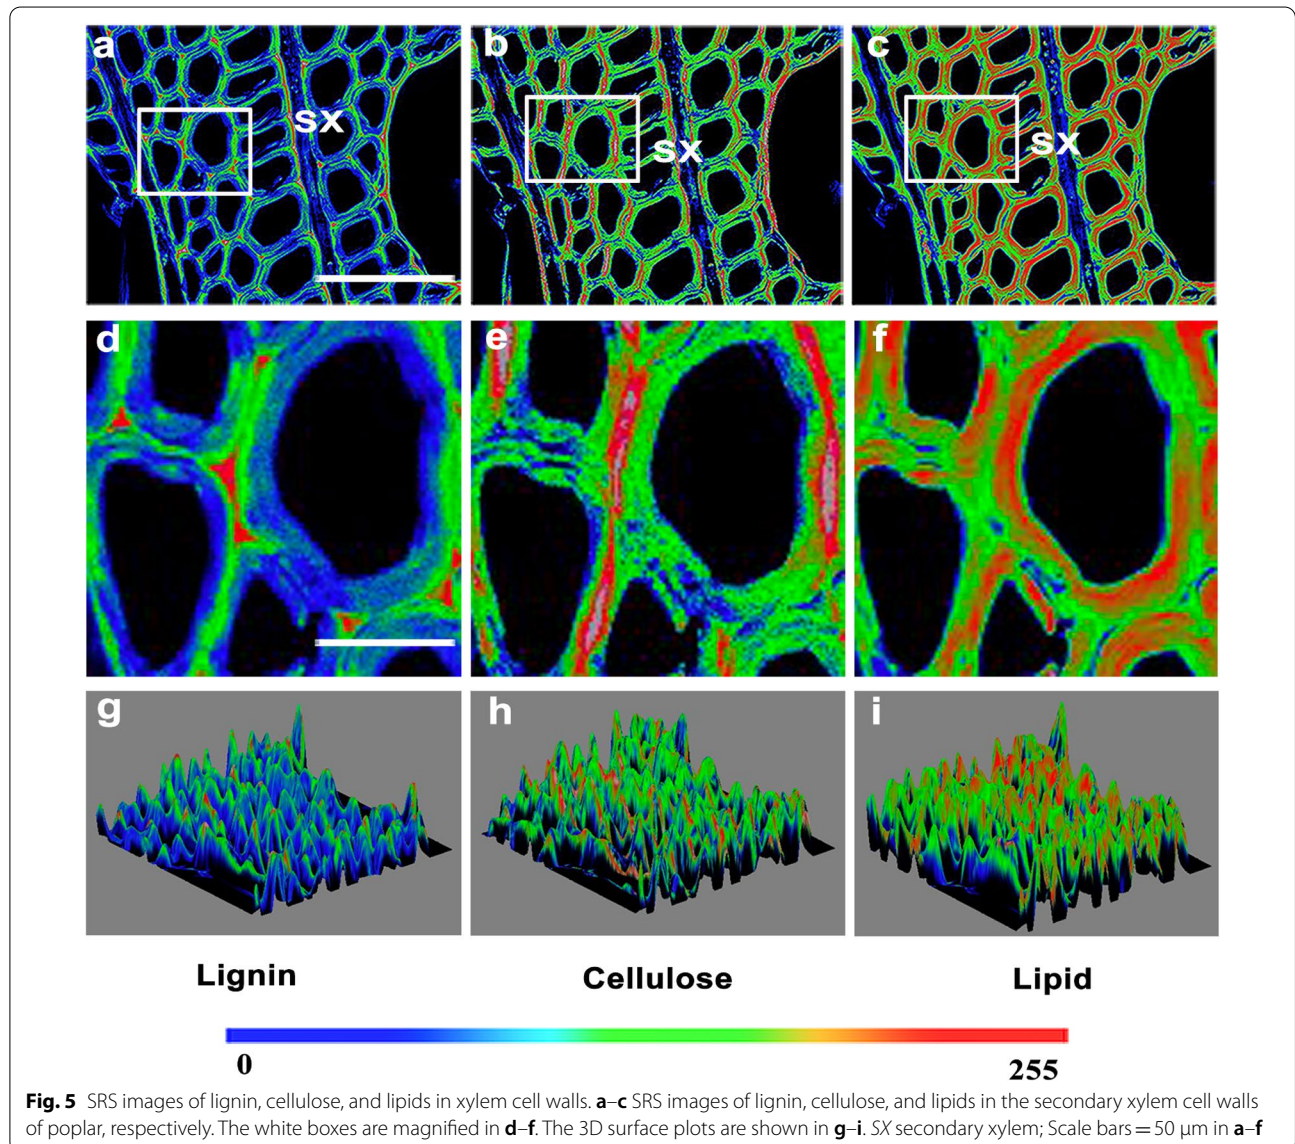 a
b
c
sx
sx
sx
d
e
f
g
h
i
Lignin
Cellulose
Lipid
0
255
Fig. 5 SRS images of lignin, cellulose, and lipids in xylem cell walls. a–c SRS images of lignin, cellulose, and lipids in the secondary xylem cell walls
of poplar, respectively. The white boxes are magnified in d–f. The 3D surface plots are shown in g–i. SX secondary xylem; Scale bars = 50 μm in a–f